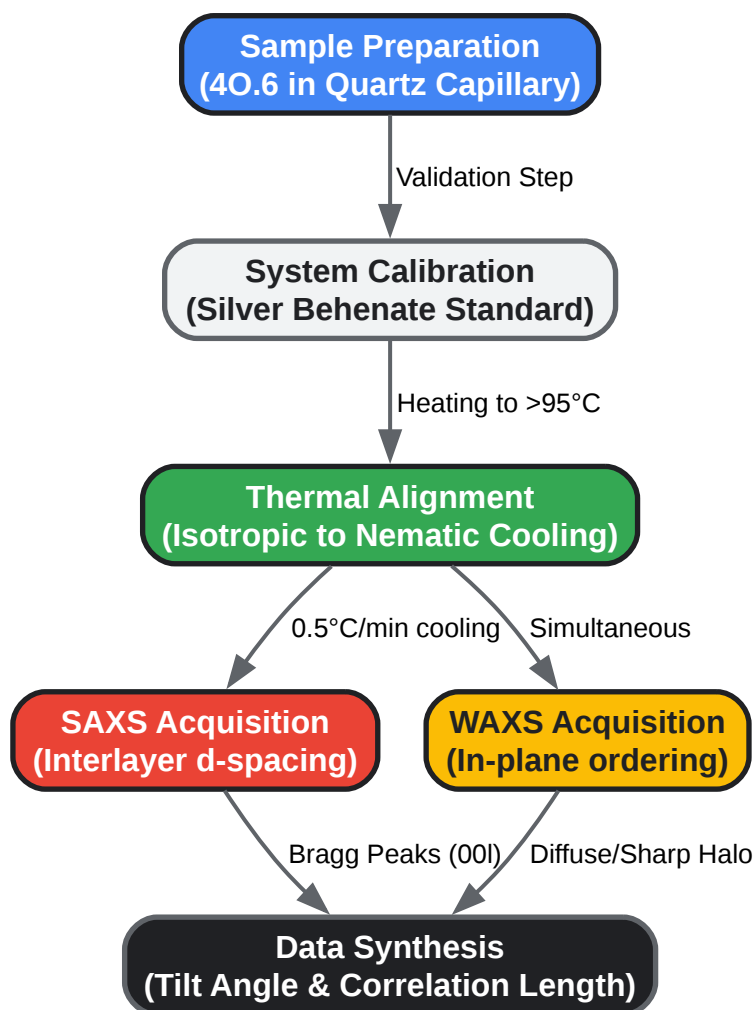 Sample Preparation
(4O.6 in Quartz Capillary)
Validation Step
System Calibration
(Silver Behenate Standard)
Heating to >95°C
Thermal Alignment
(Isotropic to Nematic Cooling)
0.5°C/min cooling
Simultaneous
SAXS Acquisition
(Interlayer d-spacing)
WAXS Acquisition
(In-plane ordering)
Bragg Peaks (00l)
Diffuse/Sharp Halo
Data Synthesis
(Tilt Angle & Correlation Length)